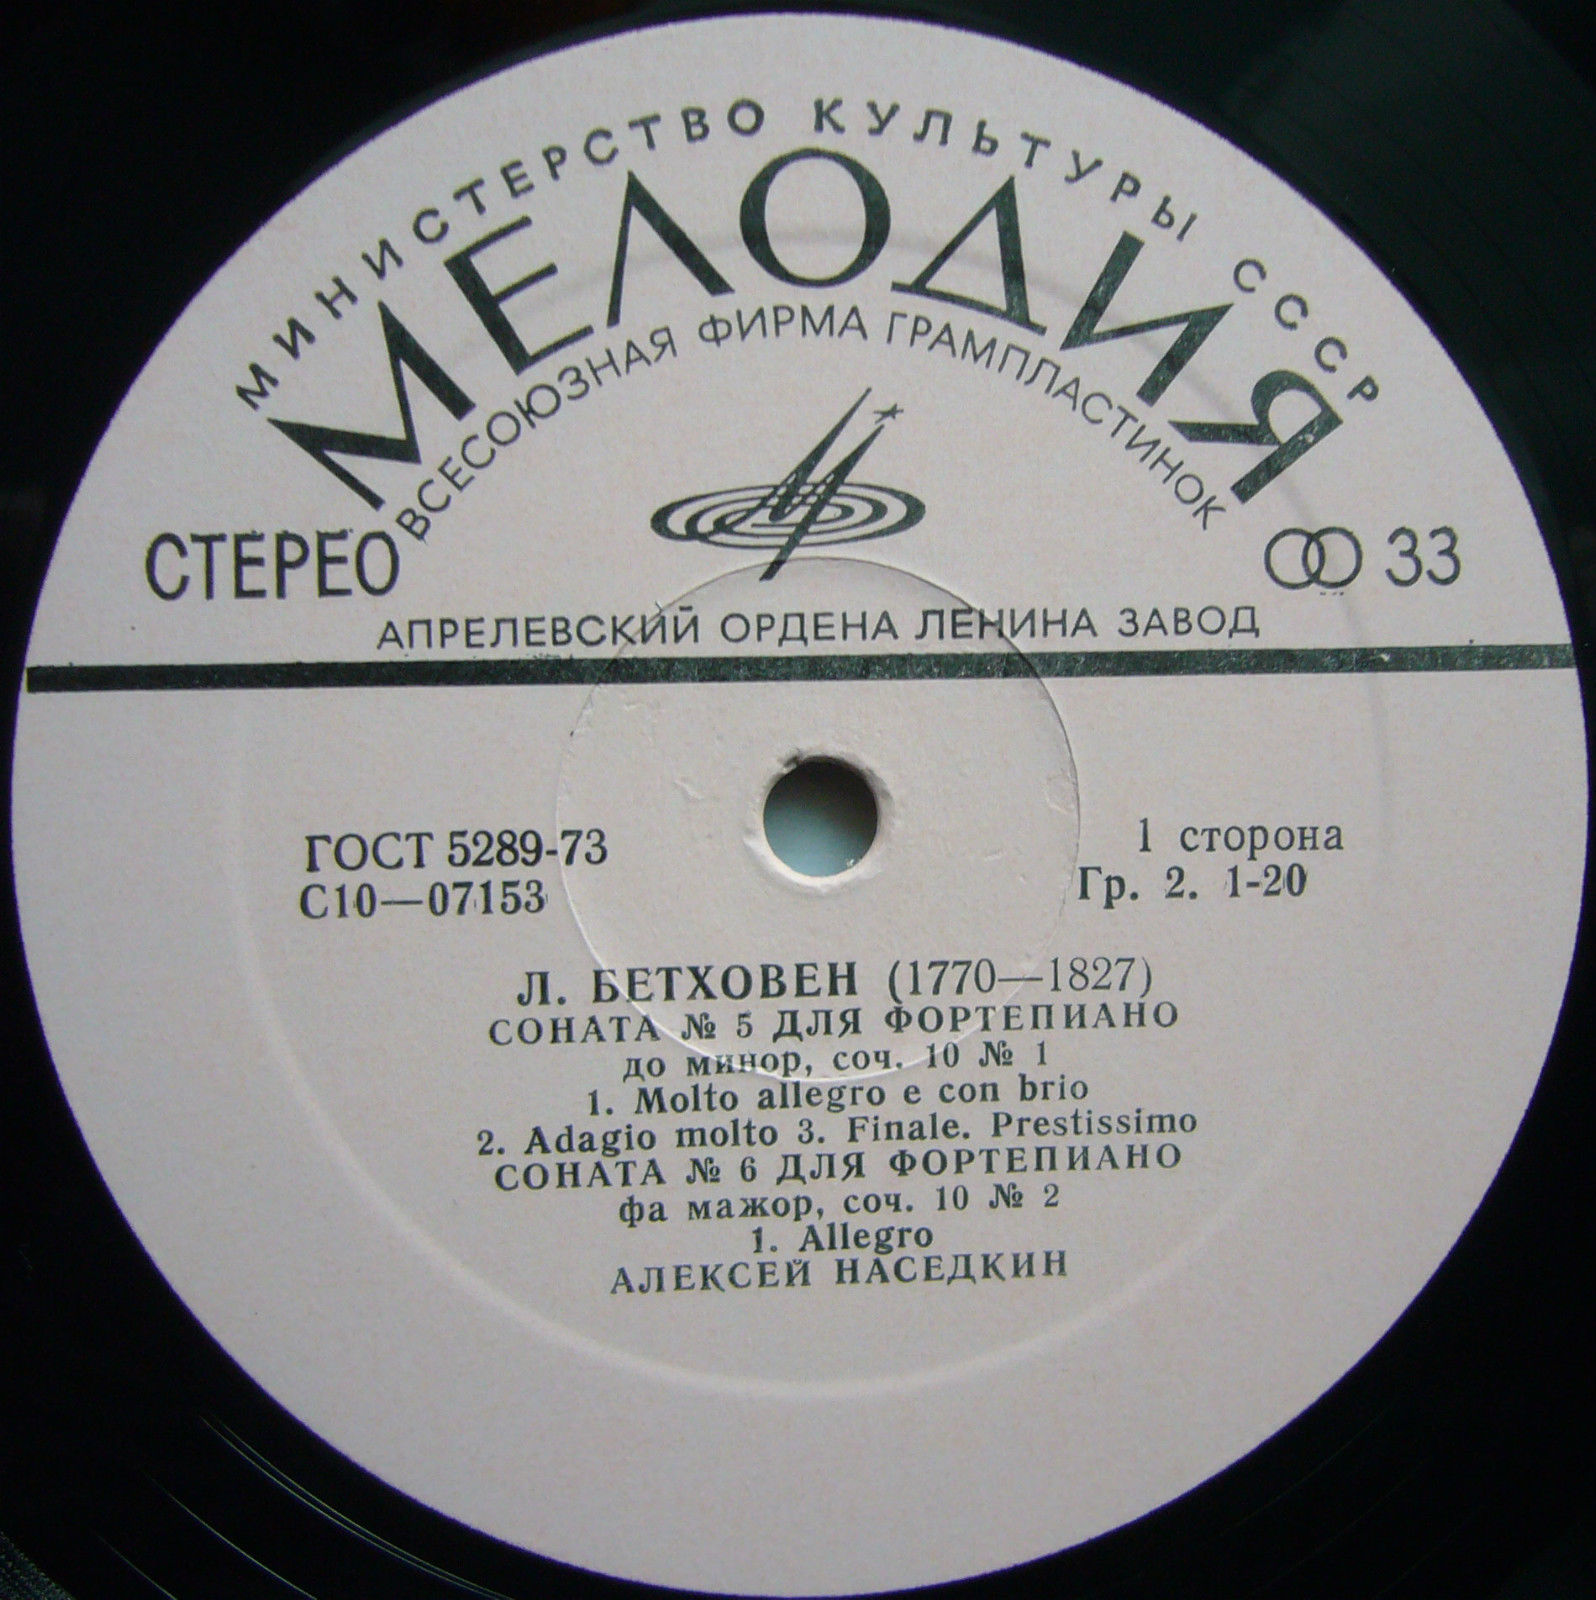 МИНИСТЕРСТВО КУЛЬТУРЫ СССР
МЕЛОДИЯ
ВСЕСОЮЗНАЯ ФИРМА ГРАМПЛАСТИНОК
СТЕРЕО
33
АПРЕЛЕВСКИЙ ОРДЕНА ЛЕНИНА ЗАВОД
ГОСТ 5289-73
С10—07153
1 сторона
Гр. 2. 1-20
Л. БЕТХОВЕН (1770—1827)
СОНАТА № 5 ДЛЯ ФОРТЕПИАНО
до минор, соч. 10 № 1
1. Molto allegro e con brio
2. Adagio molto 3. Finale. Prestissimo
СОНАТА № 6 ДЛЯ ФОРТЕПИАНО
фа мажор, соч. 10 № 2
1. Allegro
АЛЕКСЕЙ НАСЕДКИН